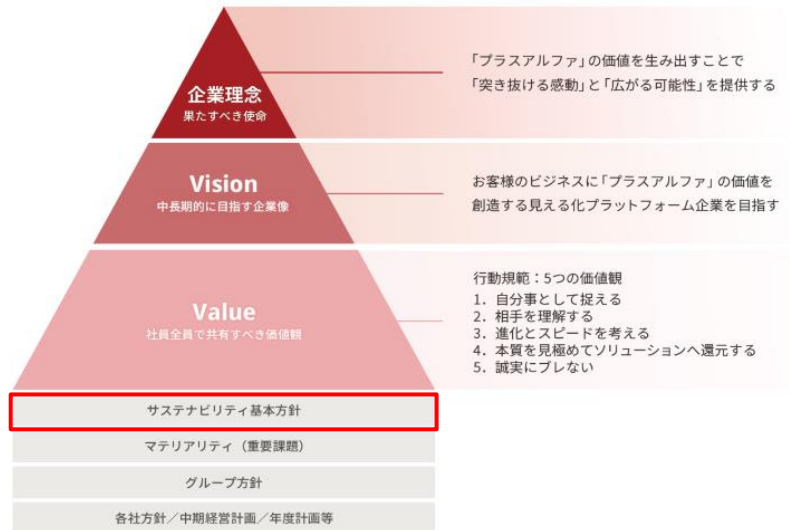 企業理念
果たすべき使命
「プラスアルファ」の価値を生み出すことで
「突き抜ける感動」と「広がる可能性」を提供する
Vision
中長期的に目指す企業像
お客様のビジネスに「プラスアルファ」の価値を
創造する見える化プラットフォーム企業を目指す
Value
社員全員で共有すべき価値観
行動規範：5つの価値観
1．自分事として捉える
2．相手を理解する
3．進化とスピードを考える
4．本質を見極めてソリューションへ還元する
5．誠実にブレない
サステナビリティ基本方針
マテリアリティ（重要課題）
グループ方針
各社方針／中期経営計画／年度計画等